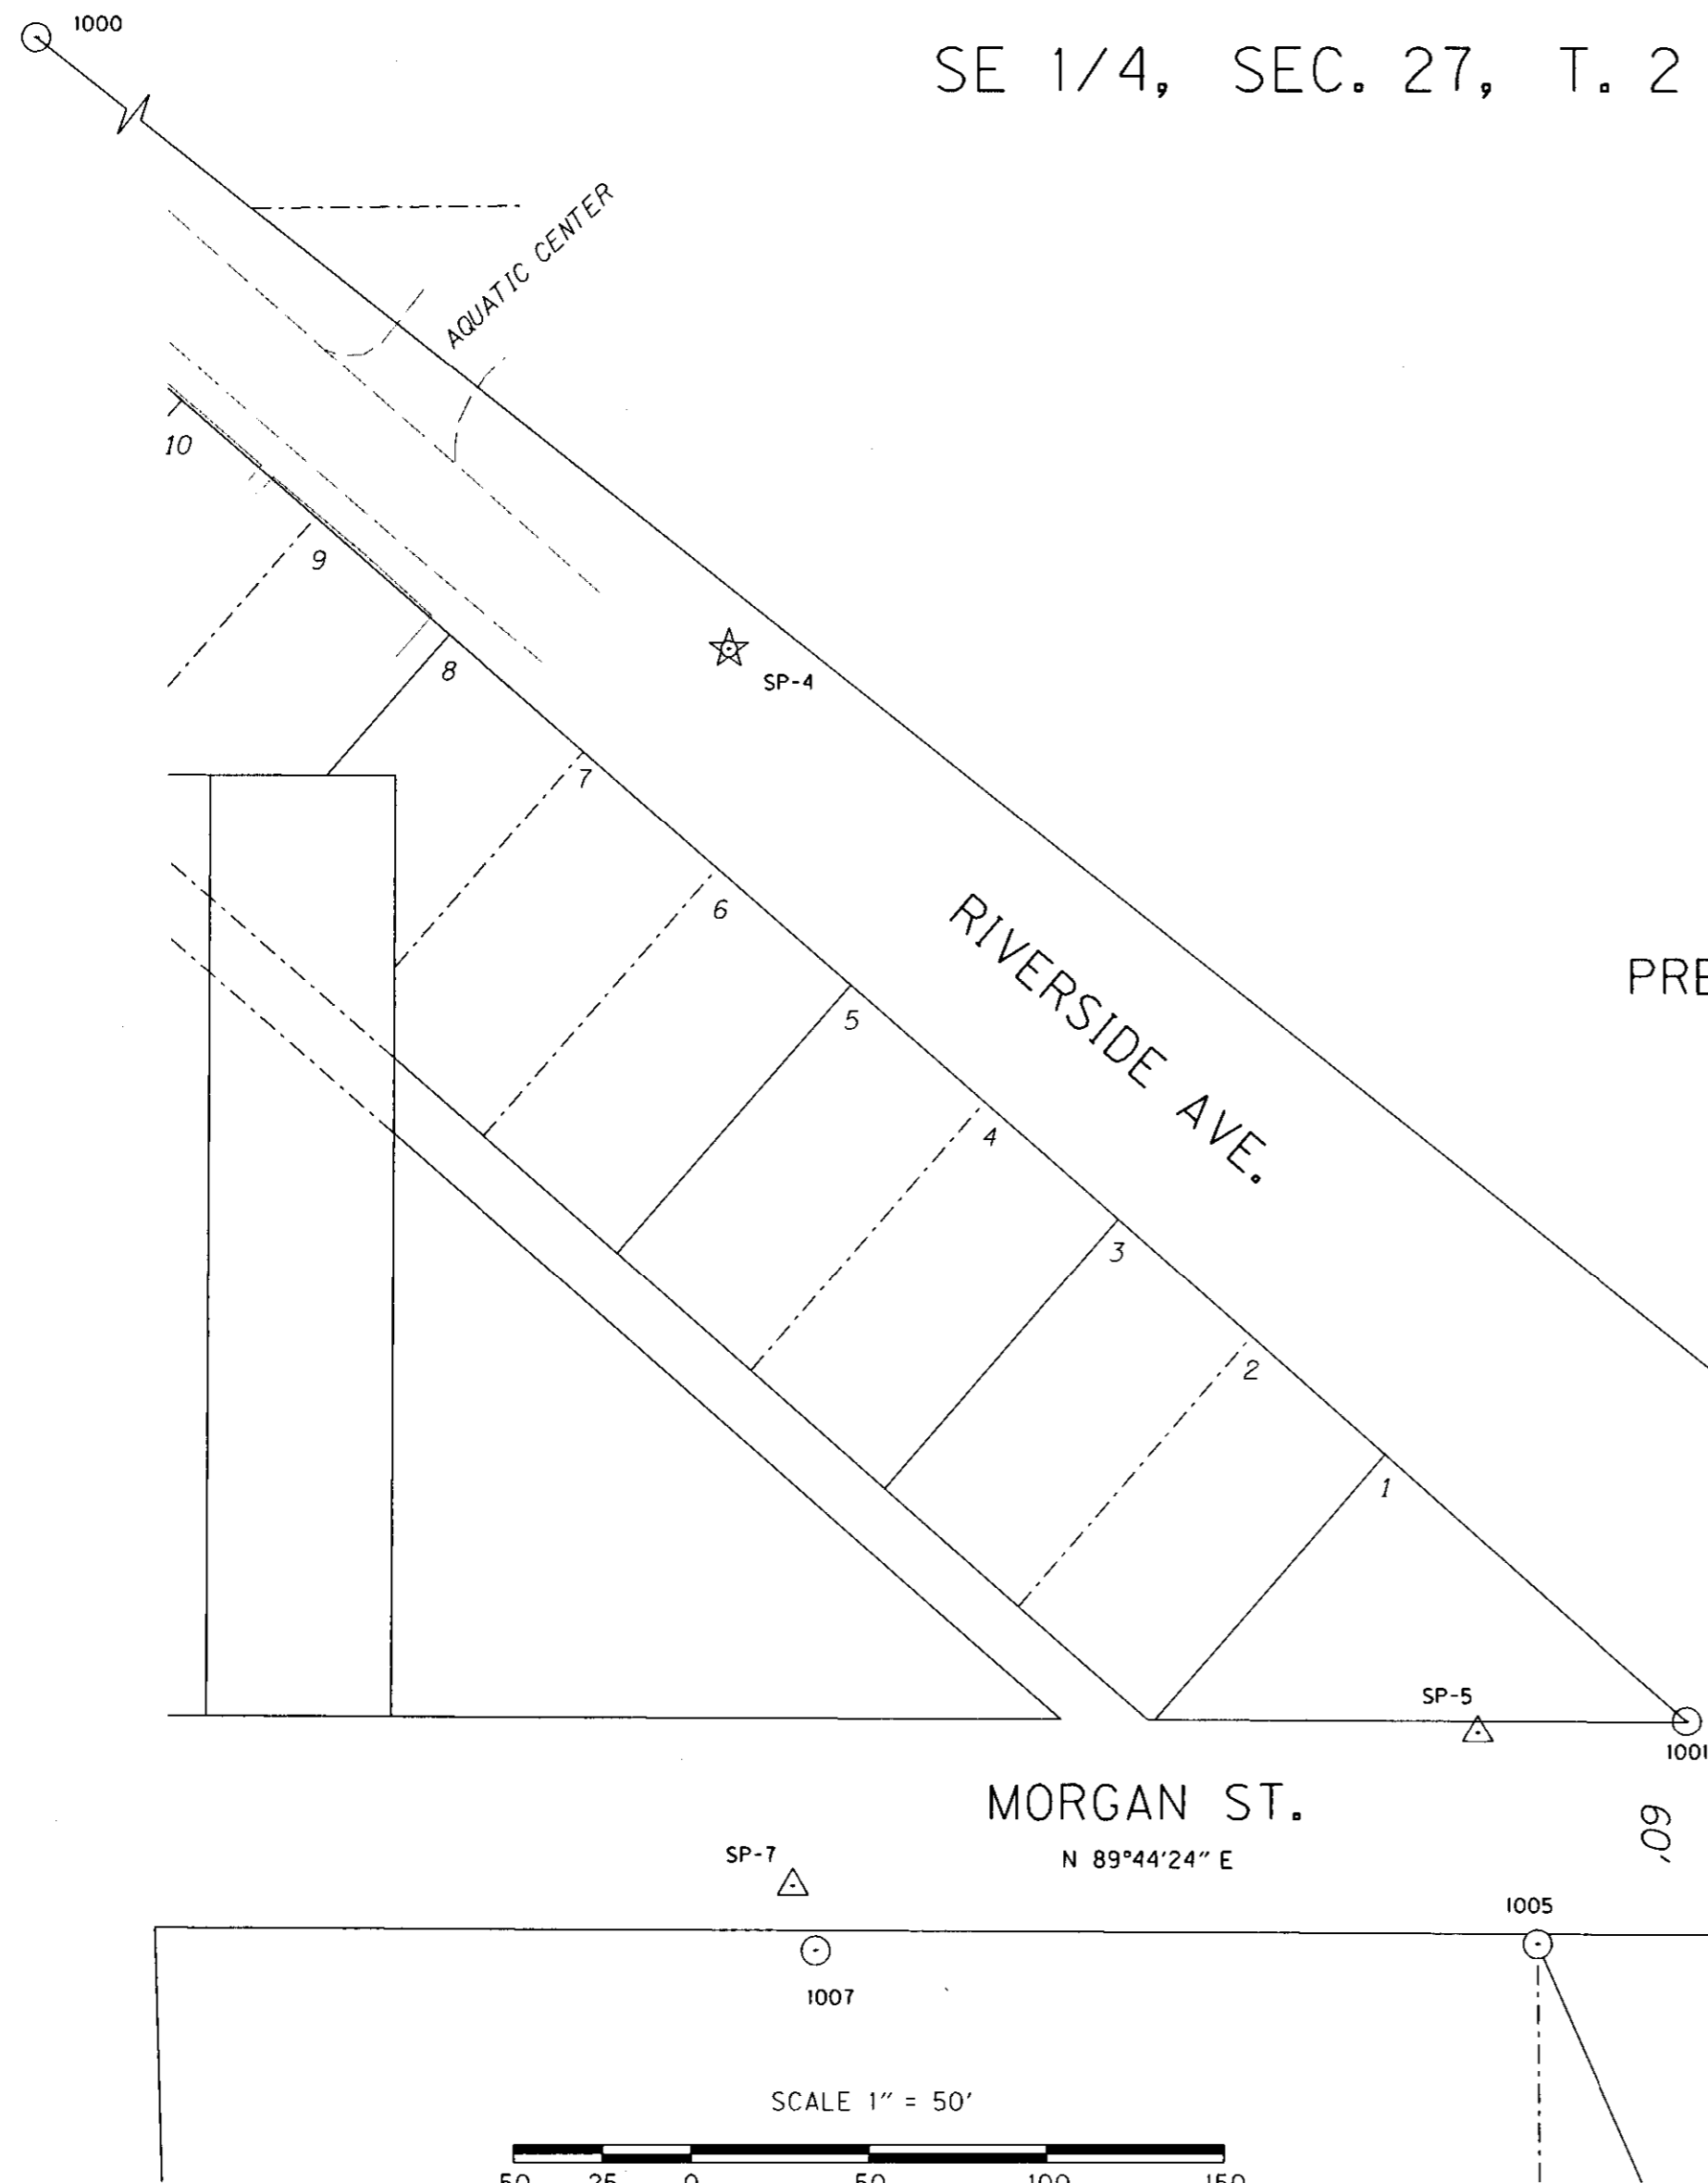 1000
SE 1/4, SEC. 27, T. 2
AQUATIC CENTER
10
9
8
SP-4
7
6
RIVERSIDE AVE.
PRE
5
4
3
2
1
SP-5
1001
MORGAN ST.
60'
SP-7
N 89°44'24" E
1005
1007
SCALE 1" = 50'
50 25 0 50 100 150